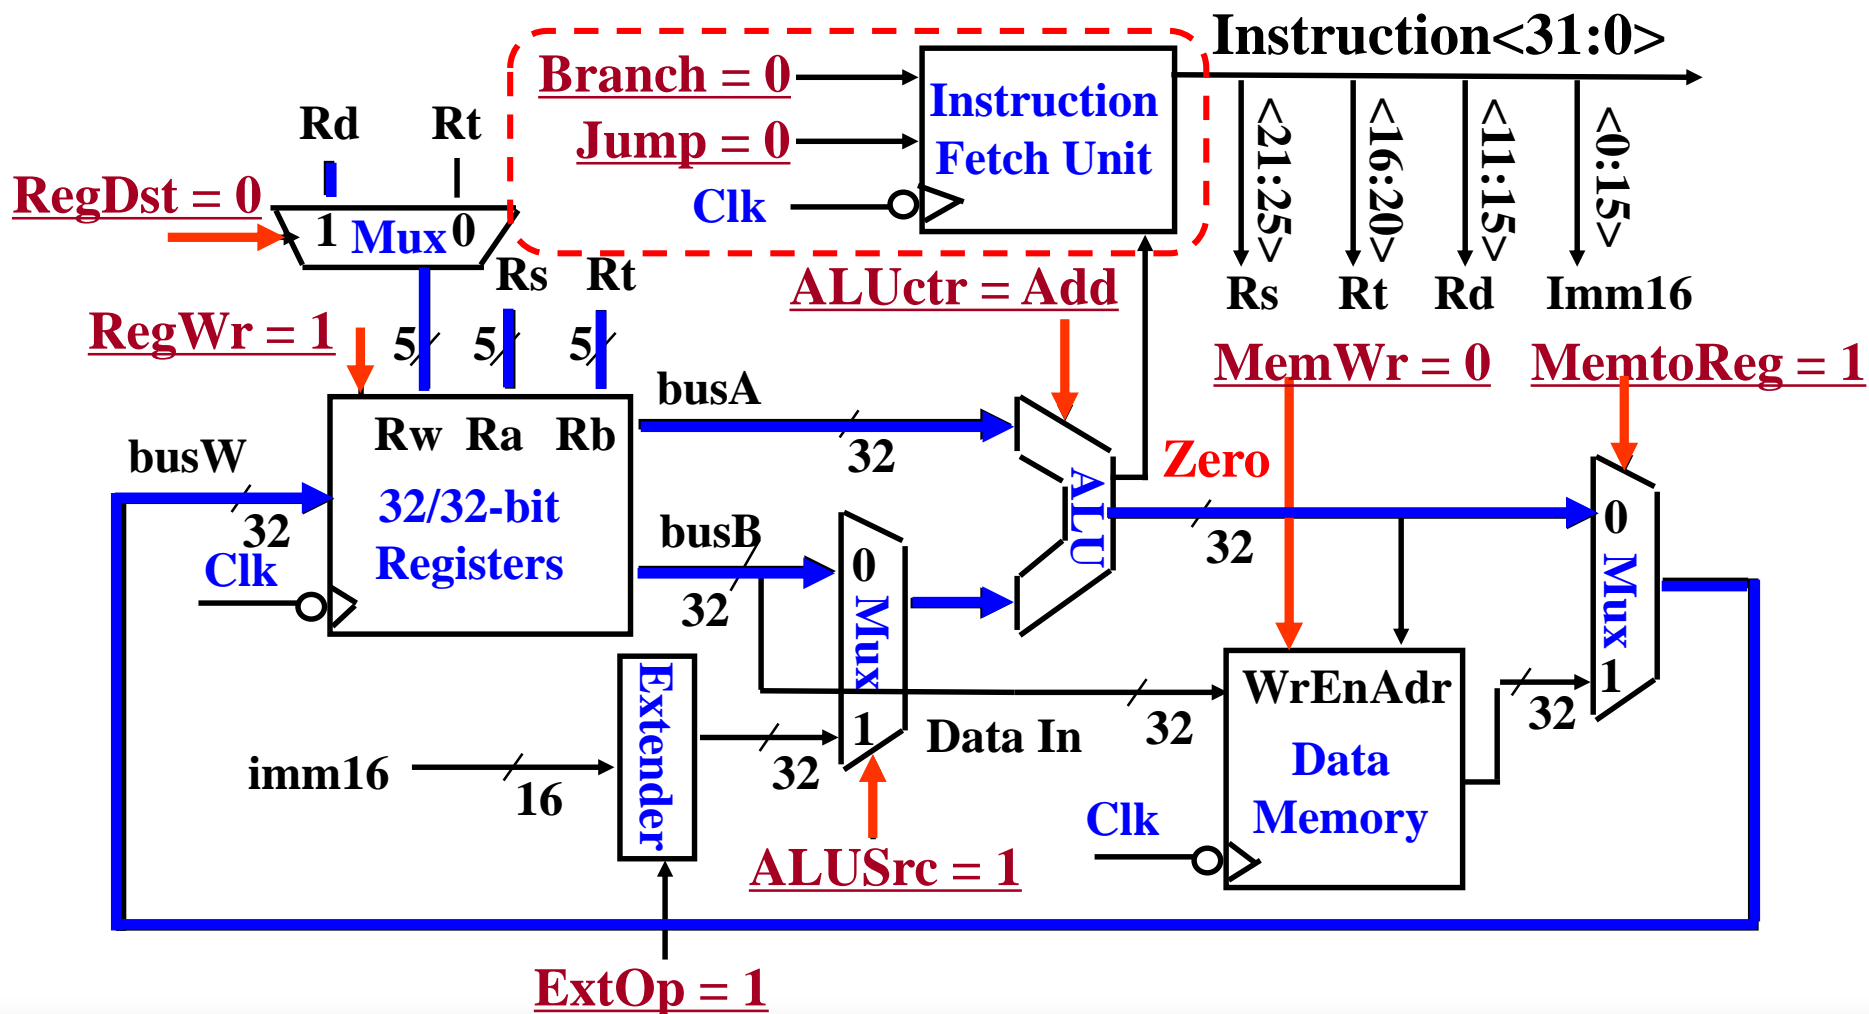 Instruction<31:0>
Branch = 0
Instruction
Fetch Unit
Jump = 0
Clk
<21:25>
<16:20>
<11:15>
<0:15>
Rs
Rt
Rd
Imm16
Rd
Rt
RegDst = 0
1
Mux
0
Rs
Rt
ALUctr = Add
RegWr = 1
5
5
5
MemWr = 0
MemtoReg = 1
busA
32
Rw
Ra
Rb
busW
32
32/32-bit
Registers
Clk
busB
32
0
Mux
1
ALU
Zero
32
0
Mux
1
Extender
imm16
16
32
Data In
32
WrEn
Adr
32
Data
Memory
Clk
ALUSrc = 1
ExtOp = 1